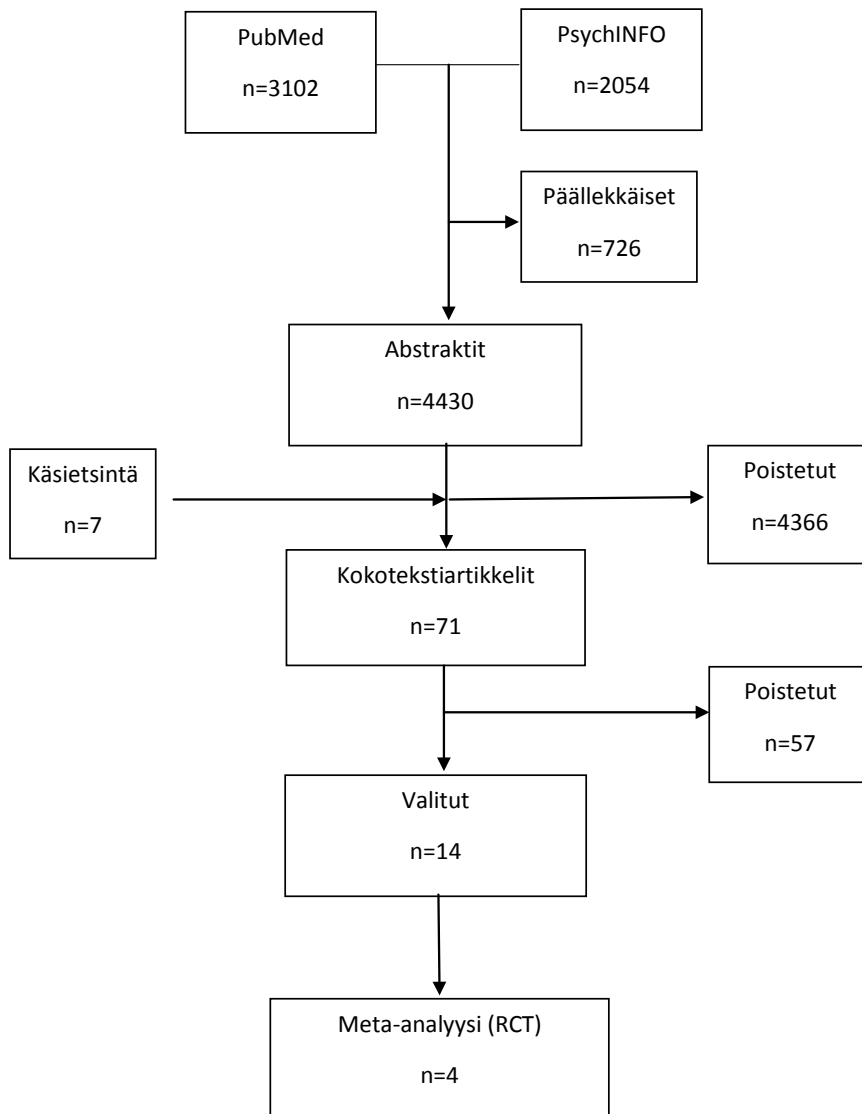 PubMed
n=3102
PsychINFO
n=2054
Päällekkäiset
n=726
Abstraktit
n=4430
Käsietsintä
n=7
Poistetut
n=4366
Kokotekstiartikkelit
n=71
Poistetut
n=57
Valitut
n=14
Meta-analyysi (RCT)
n=4